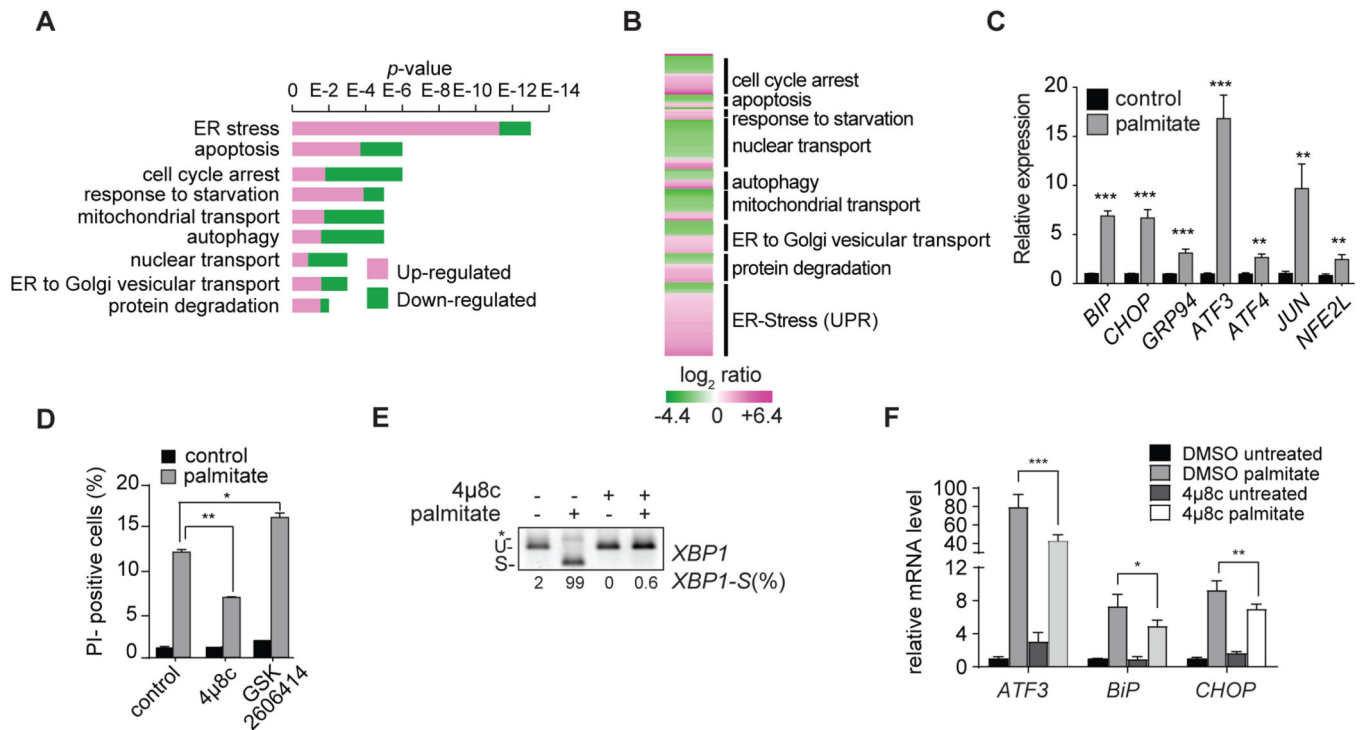 A
p-value
0 E-2 E-4 E-6 E-8 E-10 E-12 E-14
ER stress
apoptosis
cell cycle arrest
response to starvation
mitochondrial transport
autophagy
nuclear transport
ER to Golgi vesicular transport
protein degradation
Up-regulated
Down-regulated
B
cell cycle arrest
apoptosis
response to starvation
nuclear transport
autophagy
mitochondrial transport
ER to Golgi vesicular transport
protein degradation
ER-Stress (UPR)
log2 ratio
-4.4 0 +6.4
C
control
palmitate
Relative expression
20
15
10
5
0
*** *** *** *** ** ** **
BIP CHOP GRP94 ATF3 ATF4 JUN NFE2L
D
control
palmitate
PI- positive cells (%)
20
15
10
5
0
*
**
control 4µ8c GSK
2606414
E
4µ8c - - + +
palmitate - + - +
*-
U-
S-
XBP1
2 99 0 0.6 XBP1-S(%)
F
DMSO untreated
DMSO palmitate
4µ8c untreated
4µ8c palmitate
relative mRNA level
100
80
60
40
20
12
8
4
0
***
*
**
ATF3 BiP CHOP